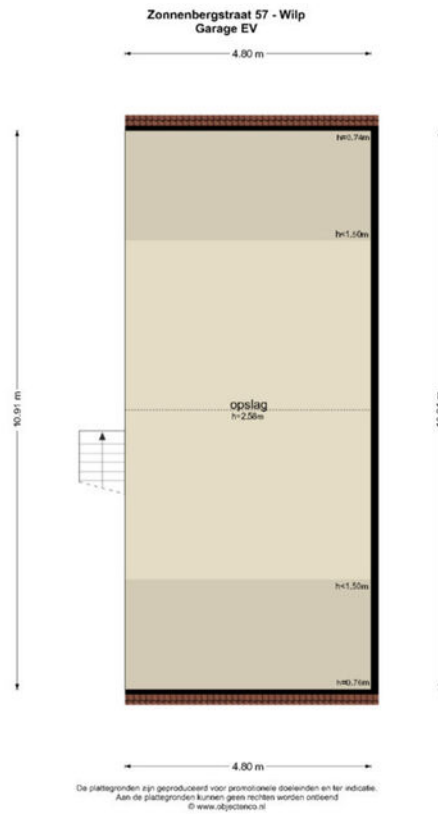 Zonnenbergstraat 57 - Wilp
Garage EV
4.80 m
h=0.74m
h<1.50m
10.91 m
opslag
h=2.58m
h<1.50m
h=0.76m
4.80 m
De plattegronden zijn geproduceerd voor promotionele doeleinden en ter indicatie.
Aan de plattegronden kunnen geen rechten worden ontleend
© www.objectenco.nl